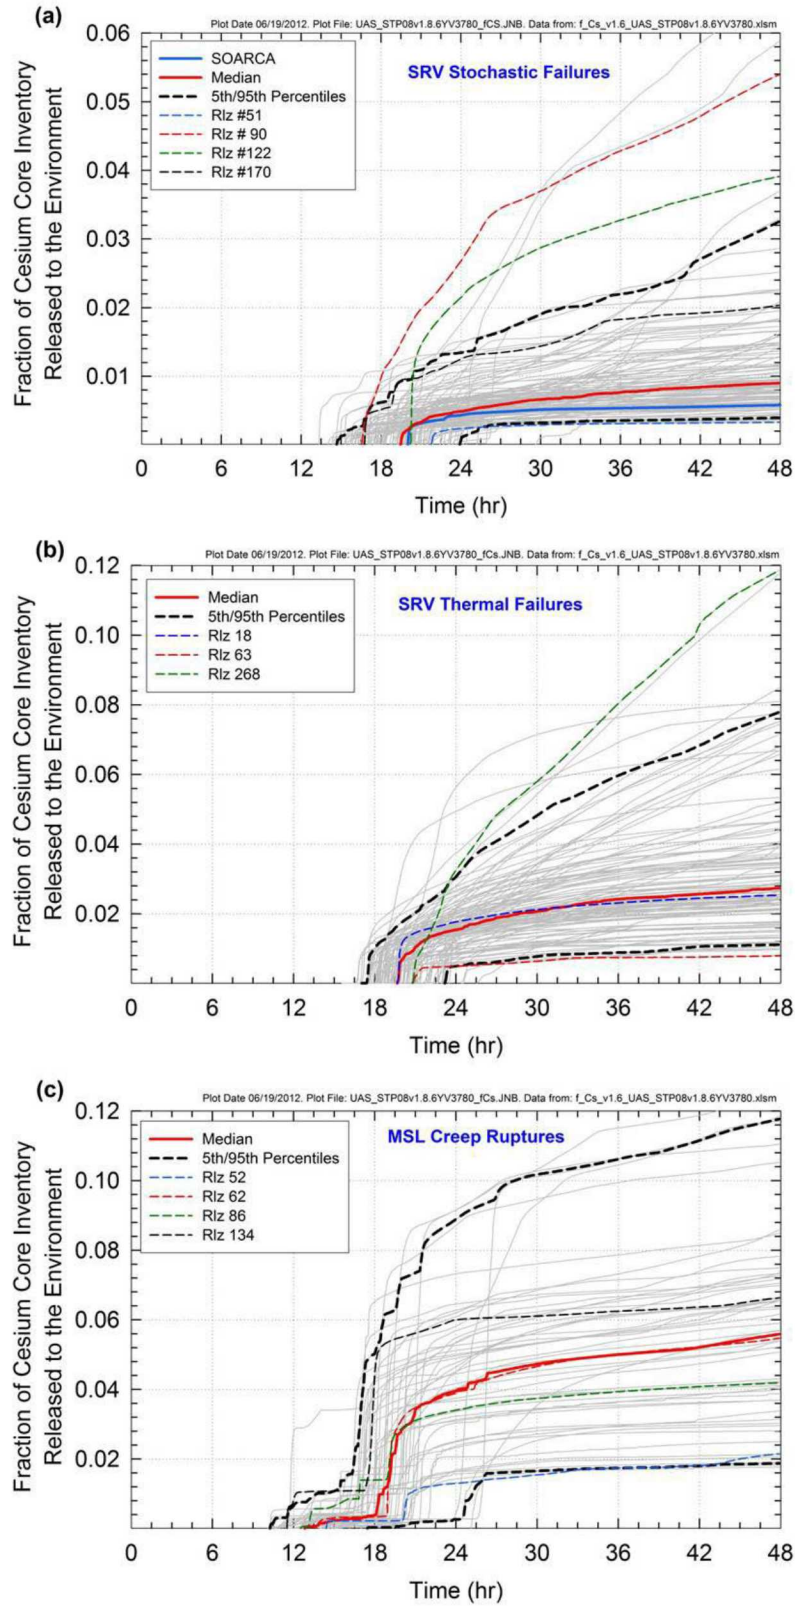 (a)
Plot Date 06/19/2012. Plot File: UAS_STP08v1.8.6YV3780_fCS.JNB. Data from: f_Cs_v1.6_UAS_STP08v1.8.6YV3780.xlsm
SRV Stochastic Failures
SOARCA
Median
5th/95th Percentiles
Rlz #51
Rlz # 90
Rlz #122
Rlz #170
Fraction of Cesium Core Inventory
Released to the Environment
0.06
0.05
0.04
0.03
0.02
0.01
0 6 12 18 24 30 36 42 48
Time (hr)
(b)
Plot Date 06/19/2012. Plot File: UAS_STP08v1.8.6YV3780_fCs.JNB. Data from: f_Cs_v1.6_UAS_STP08v1.8.6YV3780.xlsm
SRV Thermal Failures
Median
5th/95th Percentiles
Rlz 18
Rlz 63
Rlz 268
Fraction of Cesium Core Inventory
Released to the Environment
0.12
0.10
0.08
0.06
0.04
0.02
0 6 12 18 24 30 36 42 48
Time (hr)
(c)
Plot Date 06/19/2012. Plot File: UAS_STP08v1.8.6YV3780_fCs.JNB. Data from: f_Cs_v1.6_UAS_STP08v1.8.6YV3780.xlsm
MSL Creep Ruptures
Median
5th/95th Percentiles
Rlz 52
Rlz 62
Rlz 86
Rlz 134
Fraction of Cesium Core Inventory
Released to the Environment
0.12
0.10
0.08
0.06
0.04
0.02
0 6 12 18 24 30 36 42 48
Time (hr)